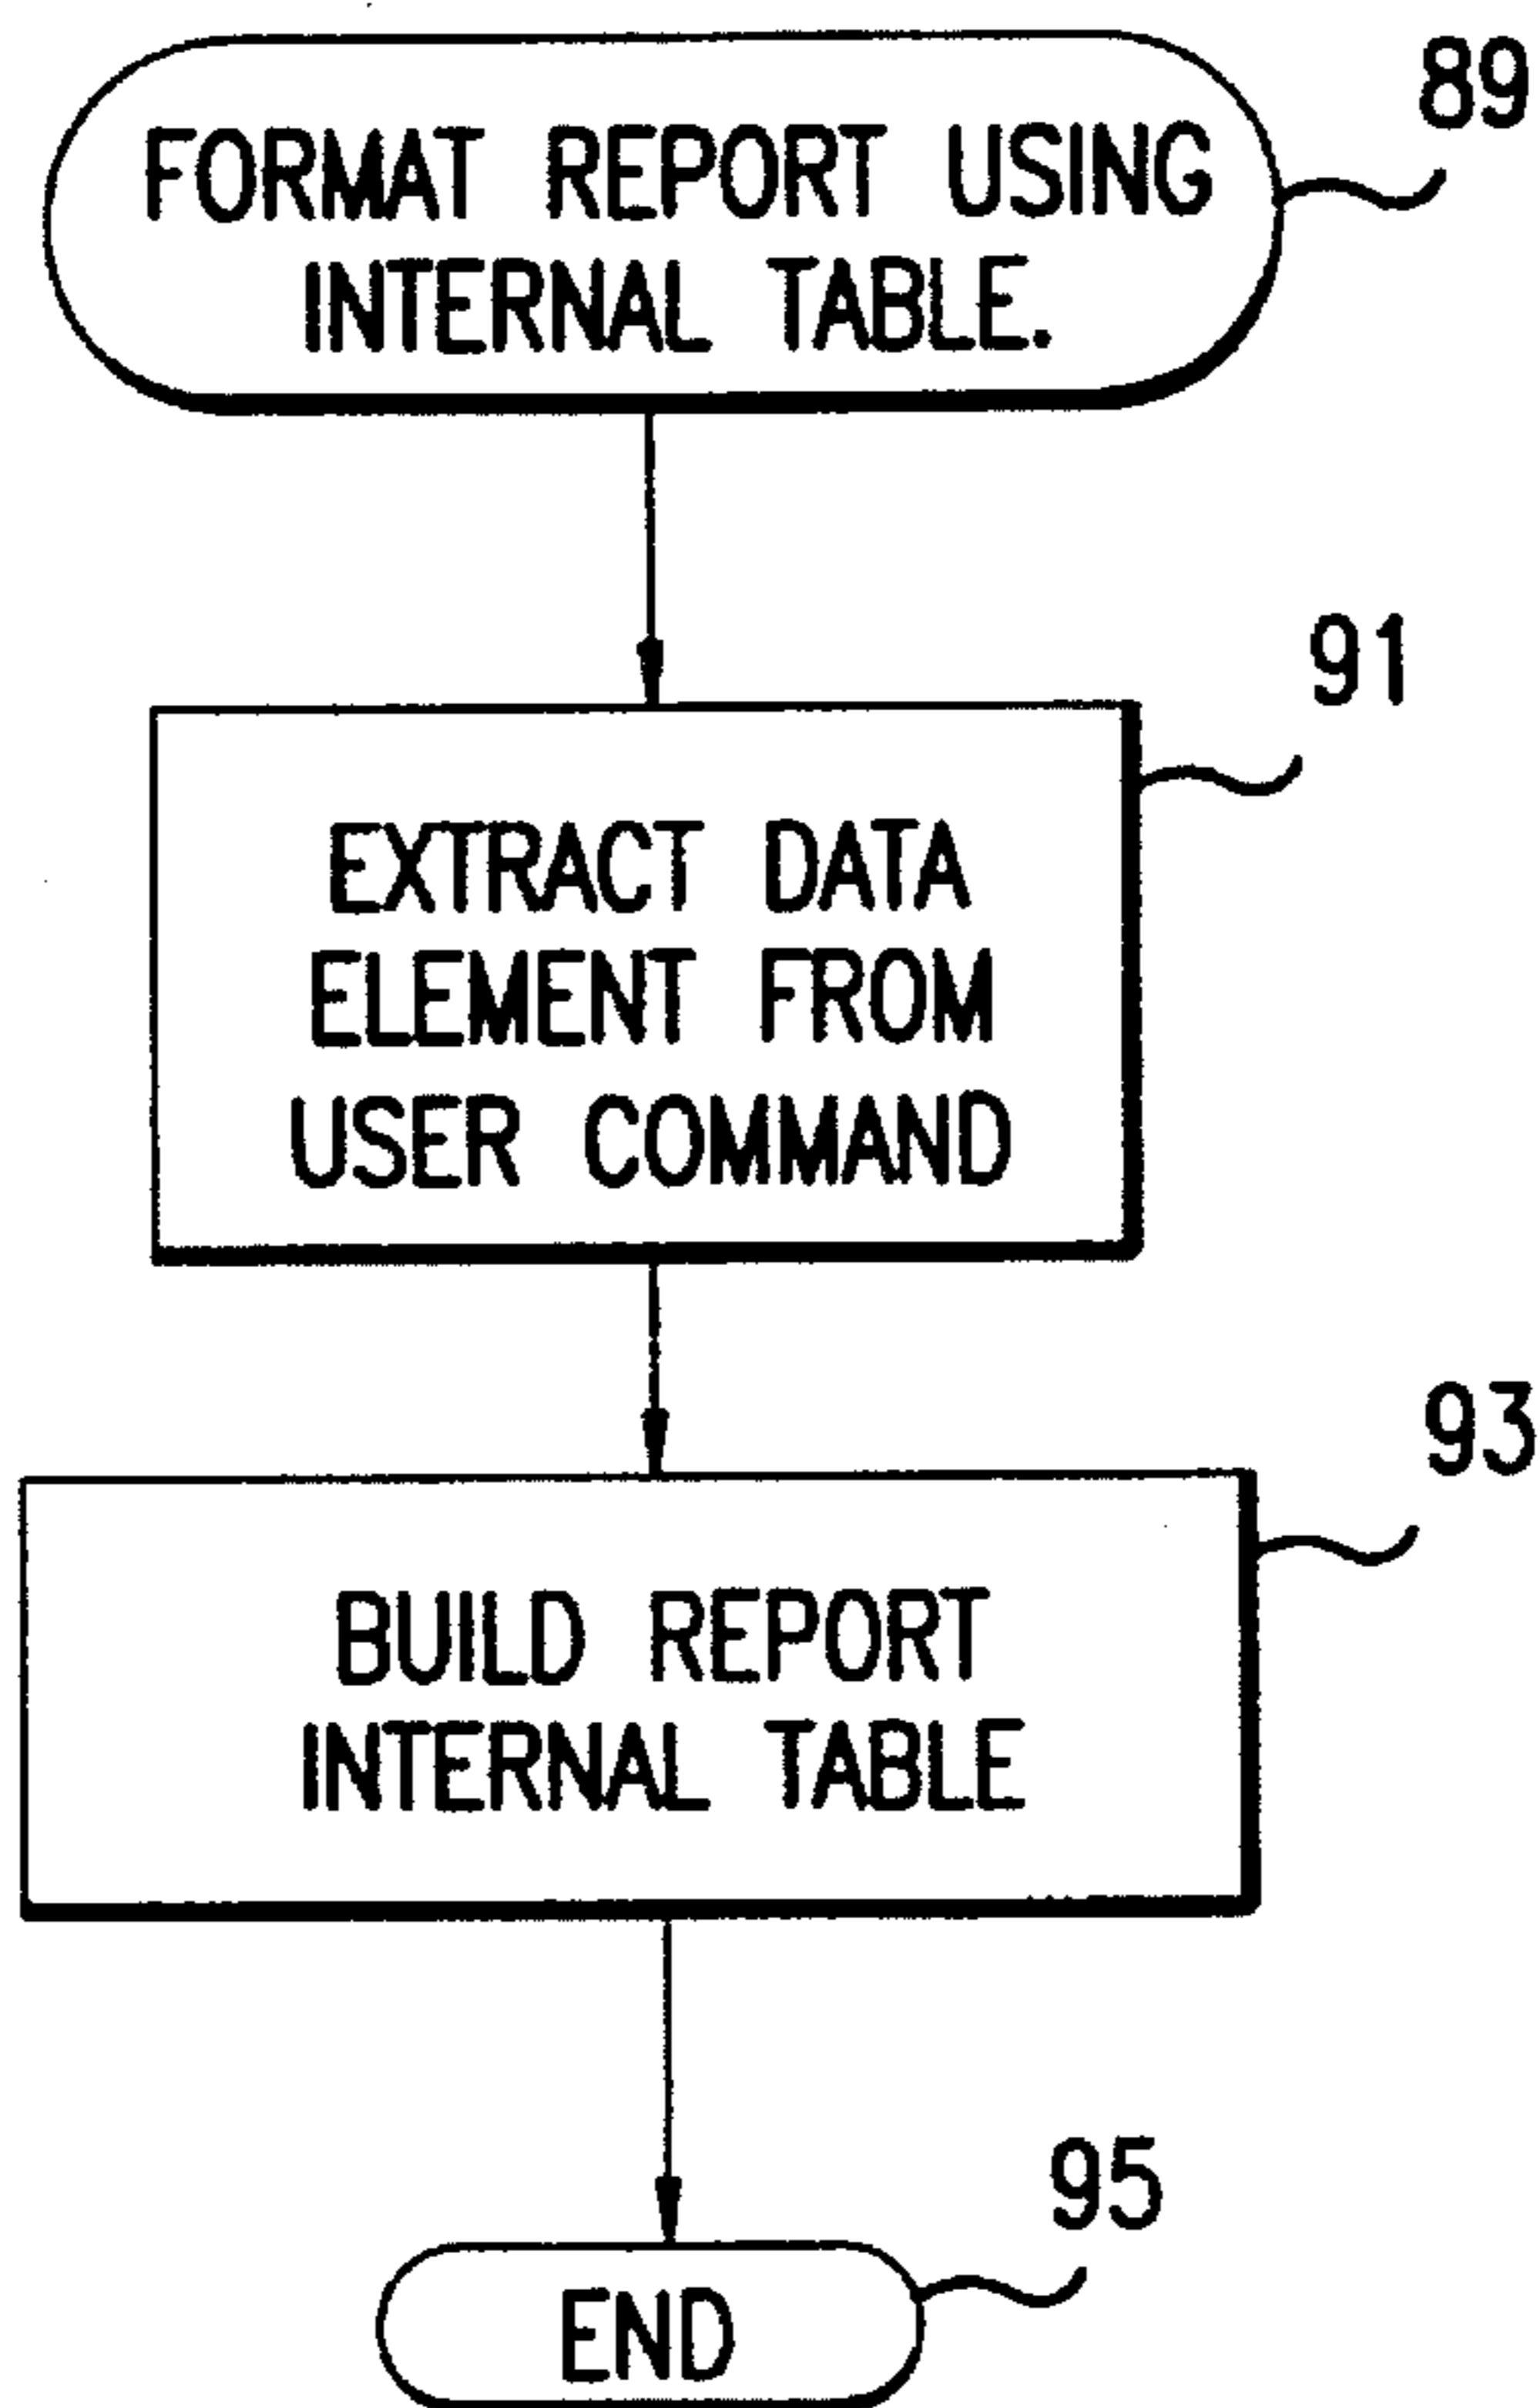 89
FORMAT REPORT USING
INTERNAL TABLE.
91
EXTRACT DATA
ELEMENT FROM
USER COMMAND
93
BUILD REPORT
INTERNAL TABLE
95
END